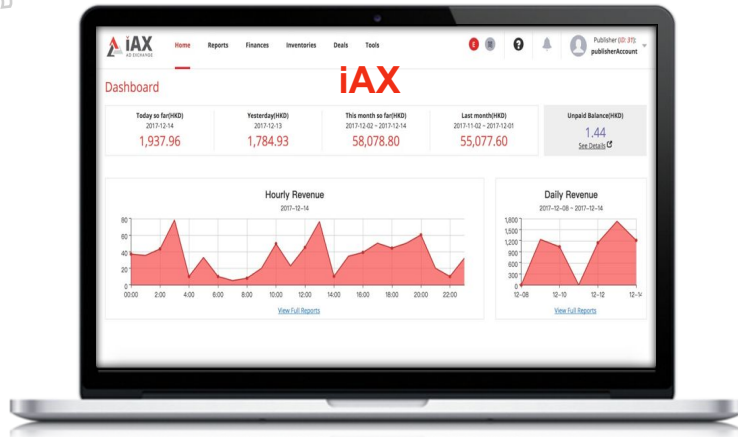 iAX
AD EXCHANGE
Home Reports Finances Inventories Deals Tools
E
Publisher (ID: 37);
publisherAccount
iAX
Dashboard
Today so far(HKD)
2017-12-14
1,937.96
Yesterday(HKD)
2017-12-13
1,784.93
This month so far(HKD)
2017-12-02 ~ 2017-12-14
58,078.80
Last month(HKD)
2017-11-02 ~ 2017-12-01
55,077.60
Unpaid Balance(HKD)
1.44
See Details
Hourly Revenue
2017-12-14
80
60
40
20
0
00:00 2:00 4:00 6:00 8:00 10:00 12:00 14:00 16:00 18:00 20:00 22:00
View Full Reports
Daily Revenue
2017-12-08 ~ 2017-12-14
1,800
1,500
1,200
900
600
300
0
12-08 12-10 12-12 12-14
View Full Reports